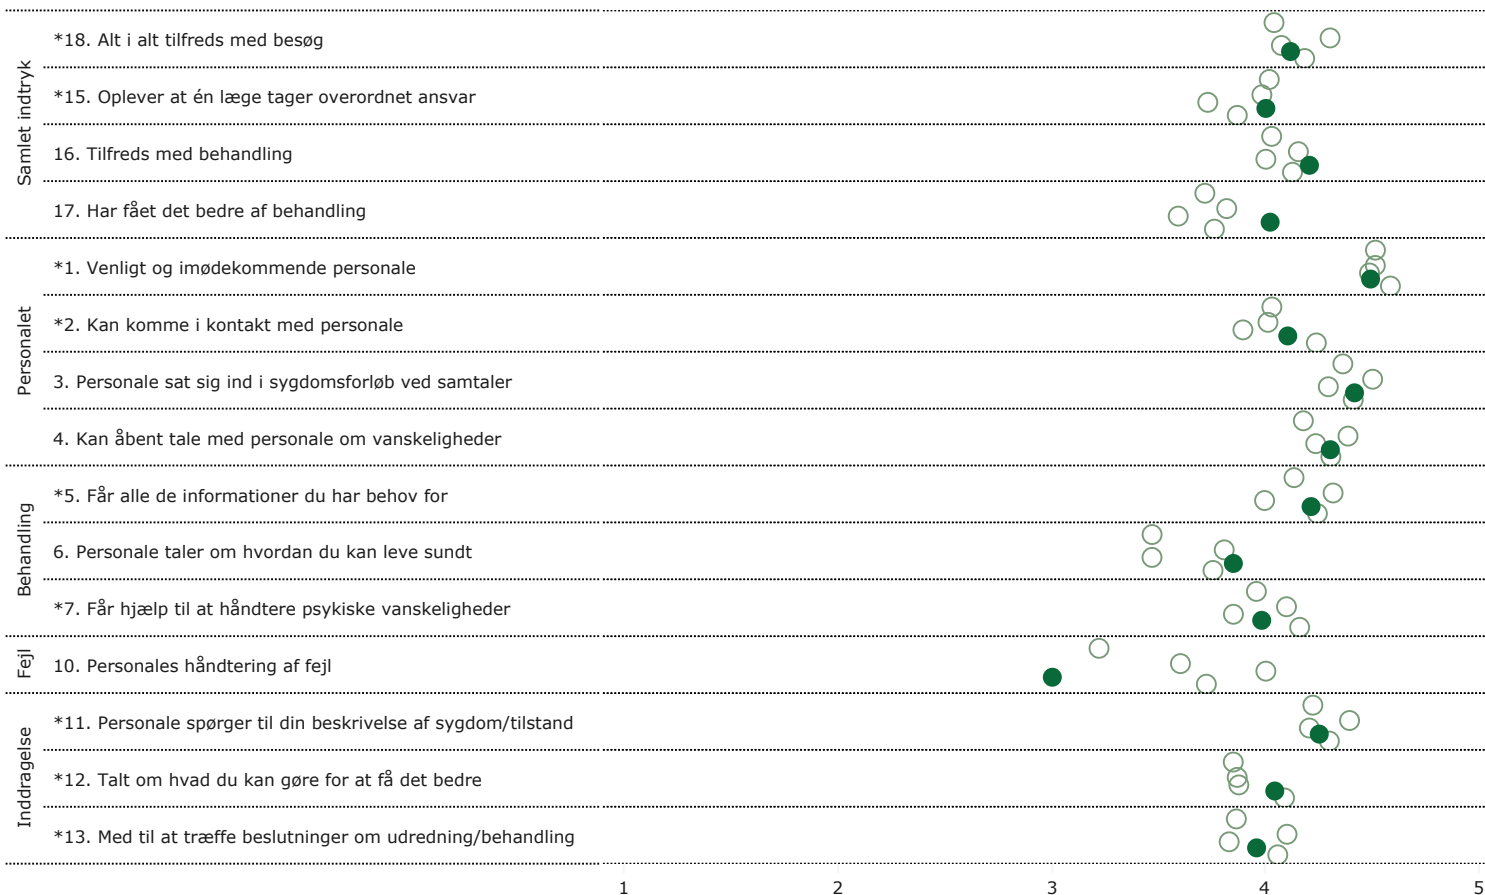 Samlet indtryk
*18. Alt i alt tilfreds med besøg
*15. Oplever at én læge tager overordnet ansvar
16. Tilfreds med behandling
17. Har fået det bedre af behandling
Personalet
*1. Venligt og imødekommende personale
*2. Kan komme i kontakt med personale
3. Personale sat sig ind i sygdomsforløb ved samtaler
4. Kan åbent tale med personale om vanskeligheder
Behandling
*5. Får alle de informationer du har behov for
6. Personale taler om hvordan du kan leve sundt
*7. Får hjælp til at håndtere psykiske vanskeligheder
Fejl
10. Personales håndtering af fejl
Inddragelse
*11. Personale spørger til din beskrivelse af sygdom/tilstand
*12. Talt om hvad du kan gøre for at få det bedre
*13. Med til at træffe beslutninger om udredning/behandling
1 2 3 4 5